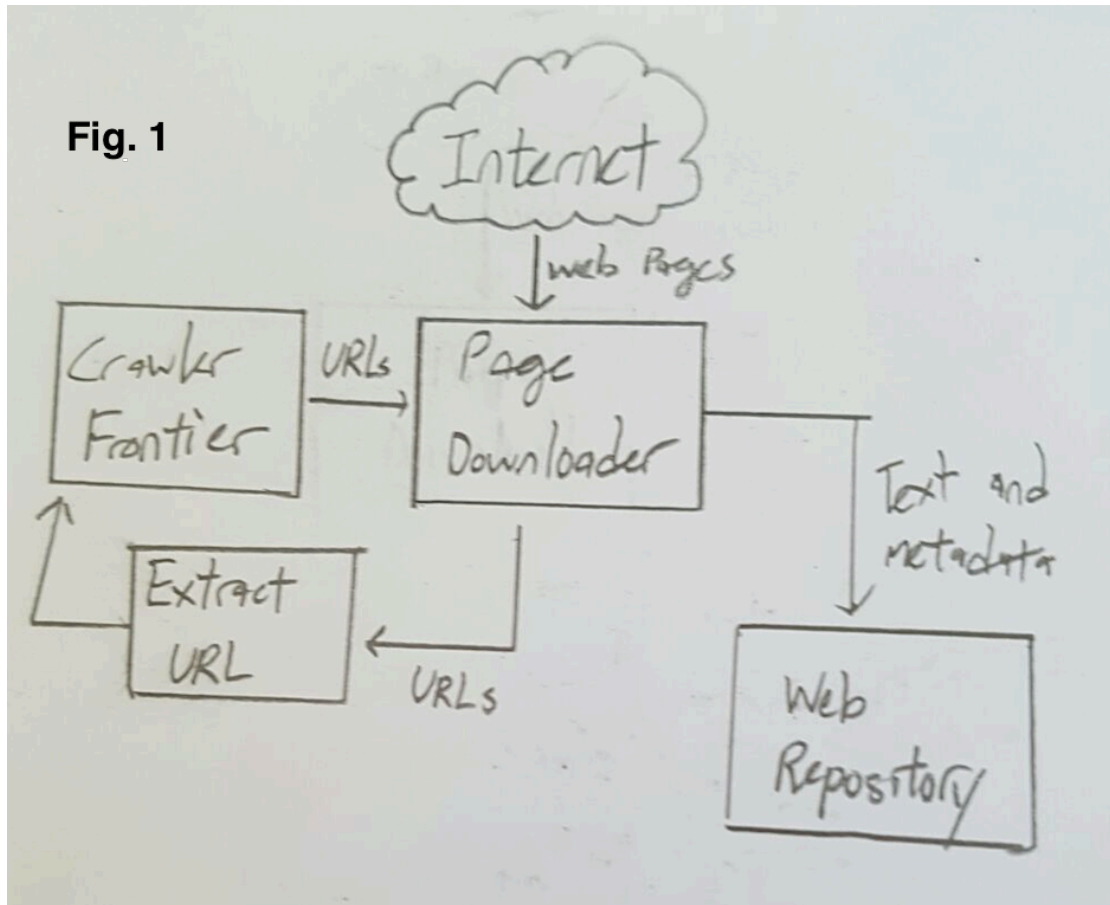 Fig. 1
Internet
Web Pages
Crawler
Frontier
URLs
Page
Downloader
Text and
metadata
Extract
URL
URLs
Web
Repository